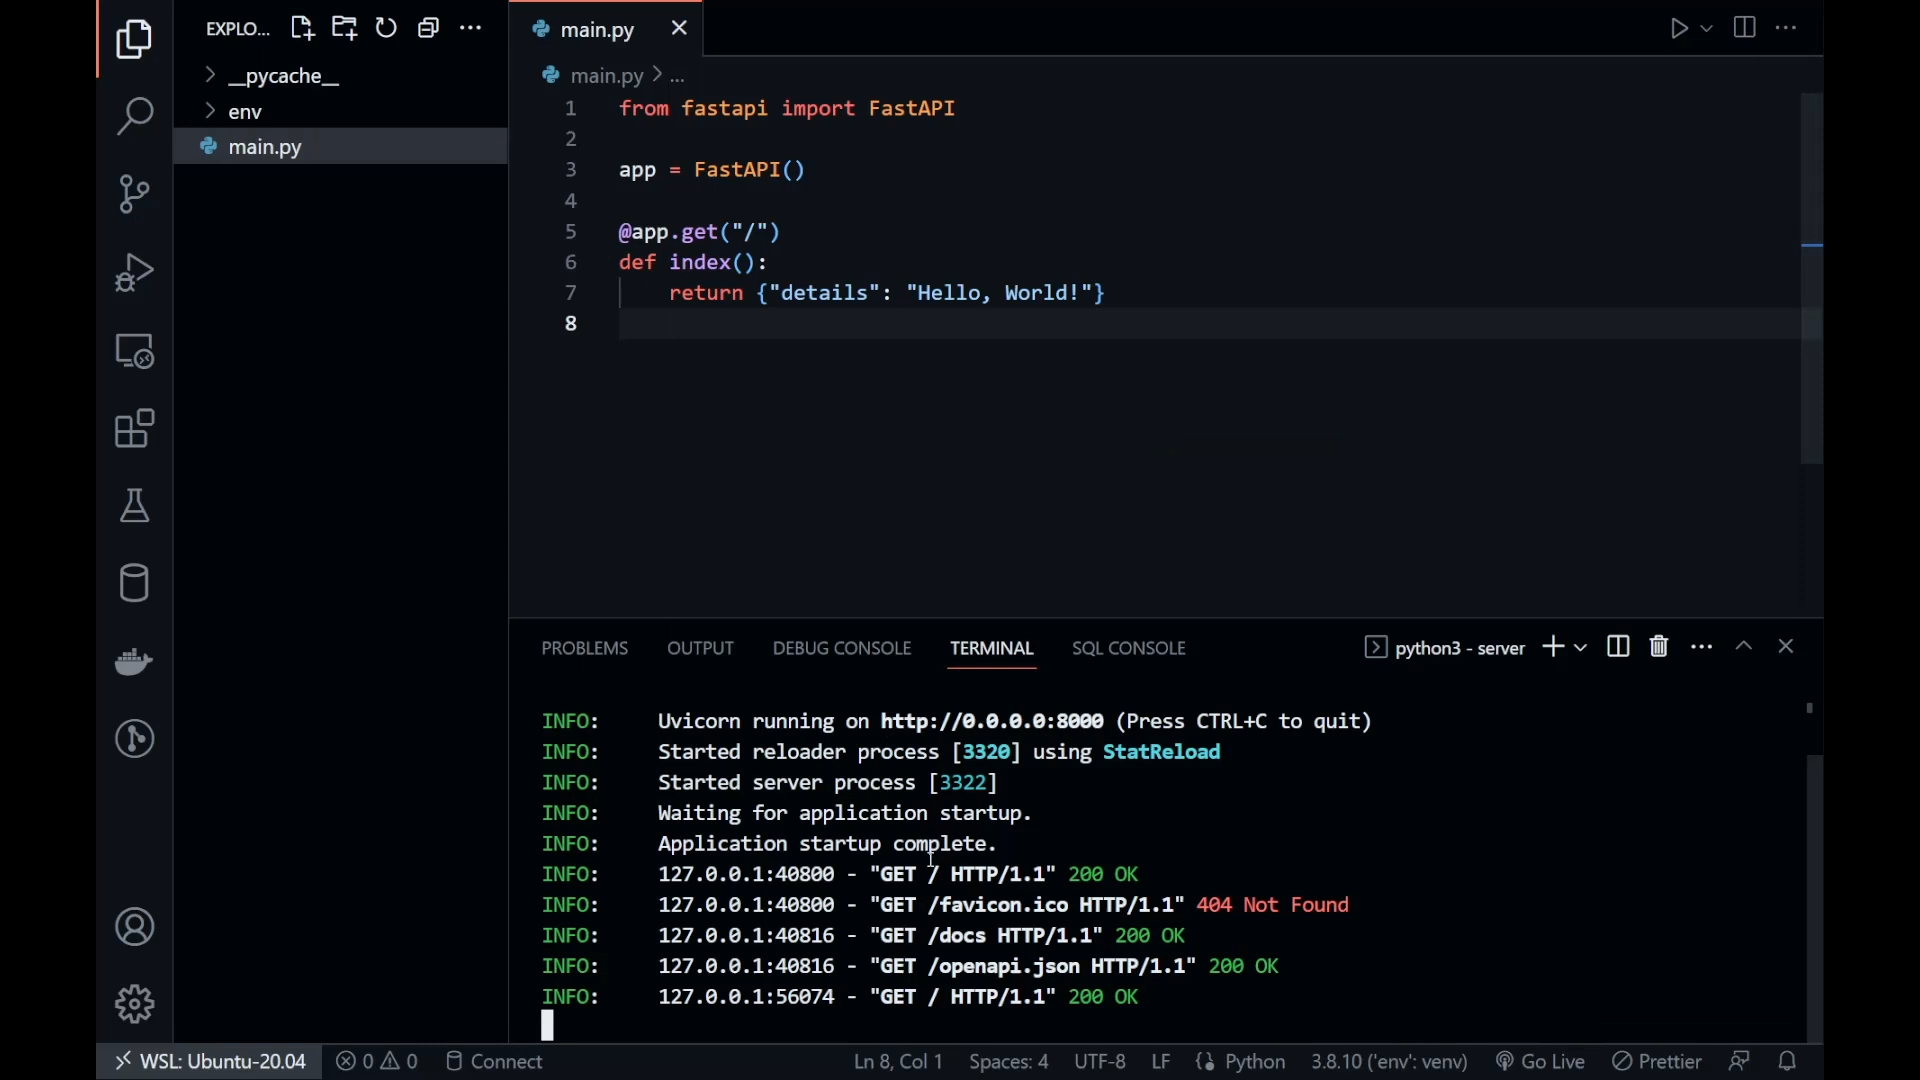 EXPLO...
__pycache__
env
main.py
main.py
main.py > ...
1 from fastapi import FastAPI
2
3 app = FastAPI()
4
5 @app.get("/")
6 def index():
7     return {"details": "Hello, World!"}
8
PROBLEMS OUTPUT DEBUG CONSOLE TERMINAL SQL CONSOLE python3 - server
INFO:     Uvicorn running on http://0.0.0.0:8000 (Press CTRL+C to quit)
INFO:     Started reloader process [3320] using StatReload
INFO:     Started server process [3322]
INFO:     Waiting for application startup.
INFO:     Application startup complete.
INFO:     127.0.0.1:40800 - "GET / HTTP/1.1" 200 OK
INFO:     127.0.0.1:40800 - "GET /favicon.ico HTTP/1.1" 404 Not Found
INFO:     127.0.0.1:40816 - "GET /docs HTTP/1.1" 200 OK
INFO:     127.0.0.1:40816 - "GET /openapi.json HTTP/1.1" 200 OK
INFO:     127.0.0.1:56074 - "GET / HTTP/1.1" 200 OK
WSL: Ubuntu-20.04 0 0 Connect Ln 8, Col 1 Spaces: 4 UTF-8 LF Python 3.8.10 ('env': venv) Go Live Prettier